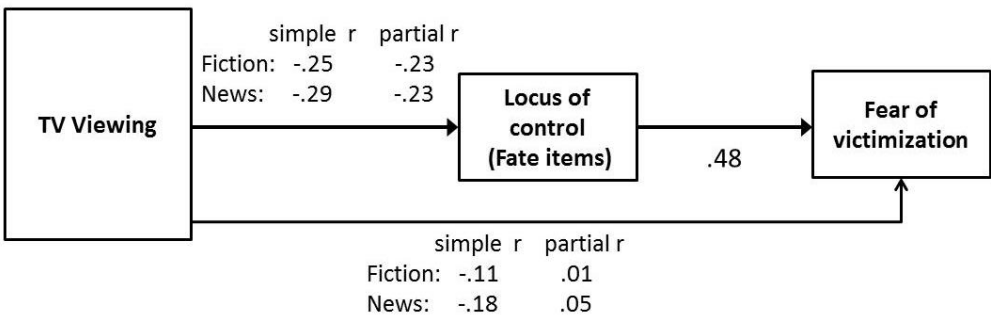 simple r partial r
Fiction: -.25 -.23
News: -.29 -.23
TV Viewing
Locus of
control
(Fate items)
.48
Fear of
victimization
simple r partial r
Fiction: -.11 .01
News: -.18 .05